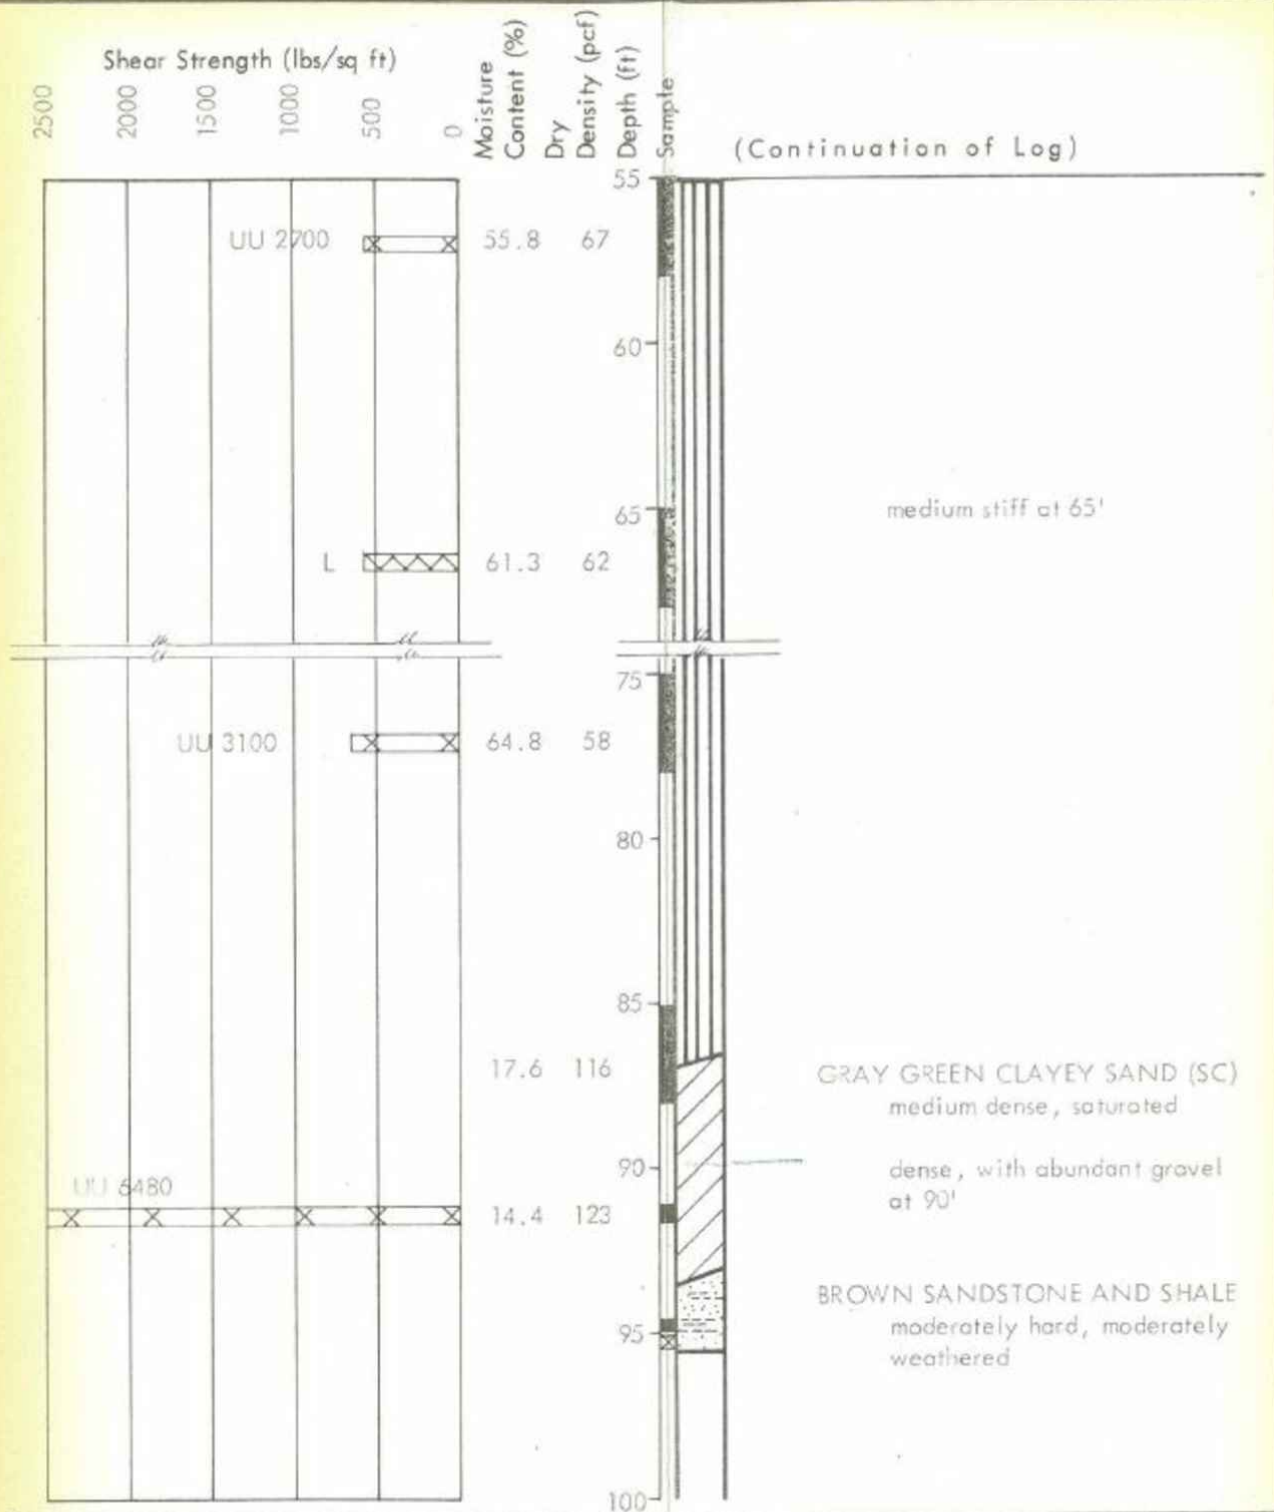 Shear Strength (lbs/sq ft)
2500
2000
1500
1000
500
0
Moisture
Content (%)
Dry
Density (pcf)
Depth (ft)
Sample
(Continuation of Log)
55
UU 2700 55.8 67
60
65
medium stiff at 65'
L 61.3 62
75
UU 3100 64.8 58
80
85
17.6 116
GRAY GREEN CLAYEY SAND (SC)
medium dense, saturated
90
dense, with abundant gravel
at 90'
UU 6480
14.4 123
BROWN SANDSTONE AND SHALE
95
moderately hard, moderately
weathered
100